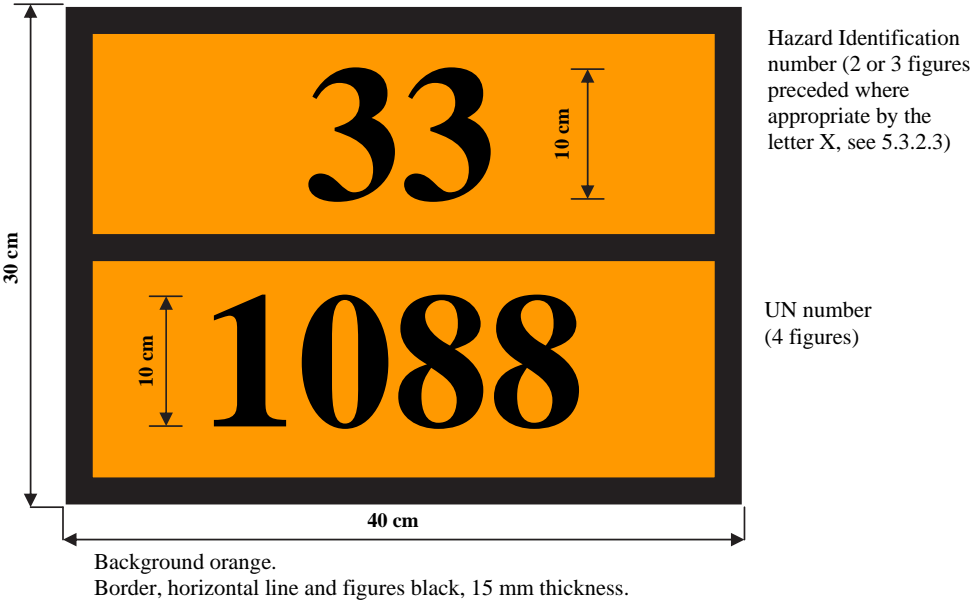 33
10 cm
Hazard Identification
number (2 or 3 figures
preceded where
appropriate by the
letter X, see 5.3.2.3)
30 cm
10 cm
1088
UN number
(4 figures)
40 cm
Background orange.
Border, horizontal line and figures black, 15 mm thickness.